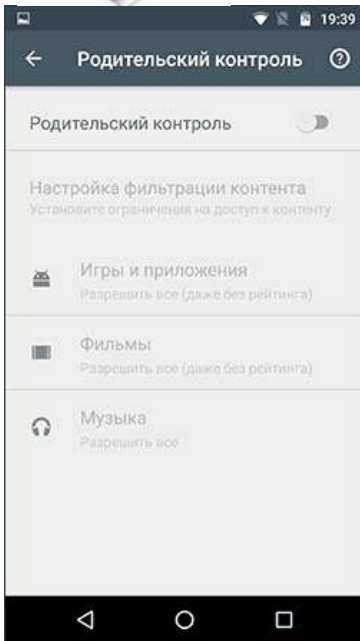 19:39
Родительский контроль
Родительский контроль
Настройка фильтрации контента
Установите ограничения на доступ к контенту
Игры и приложения
Разрешить все (даже без рейтинга)
Фильмы
Разрешить все (даже без рейтинга)
Музыка
Разрешить все